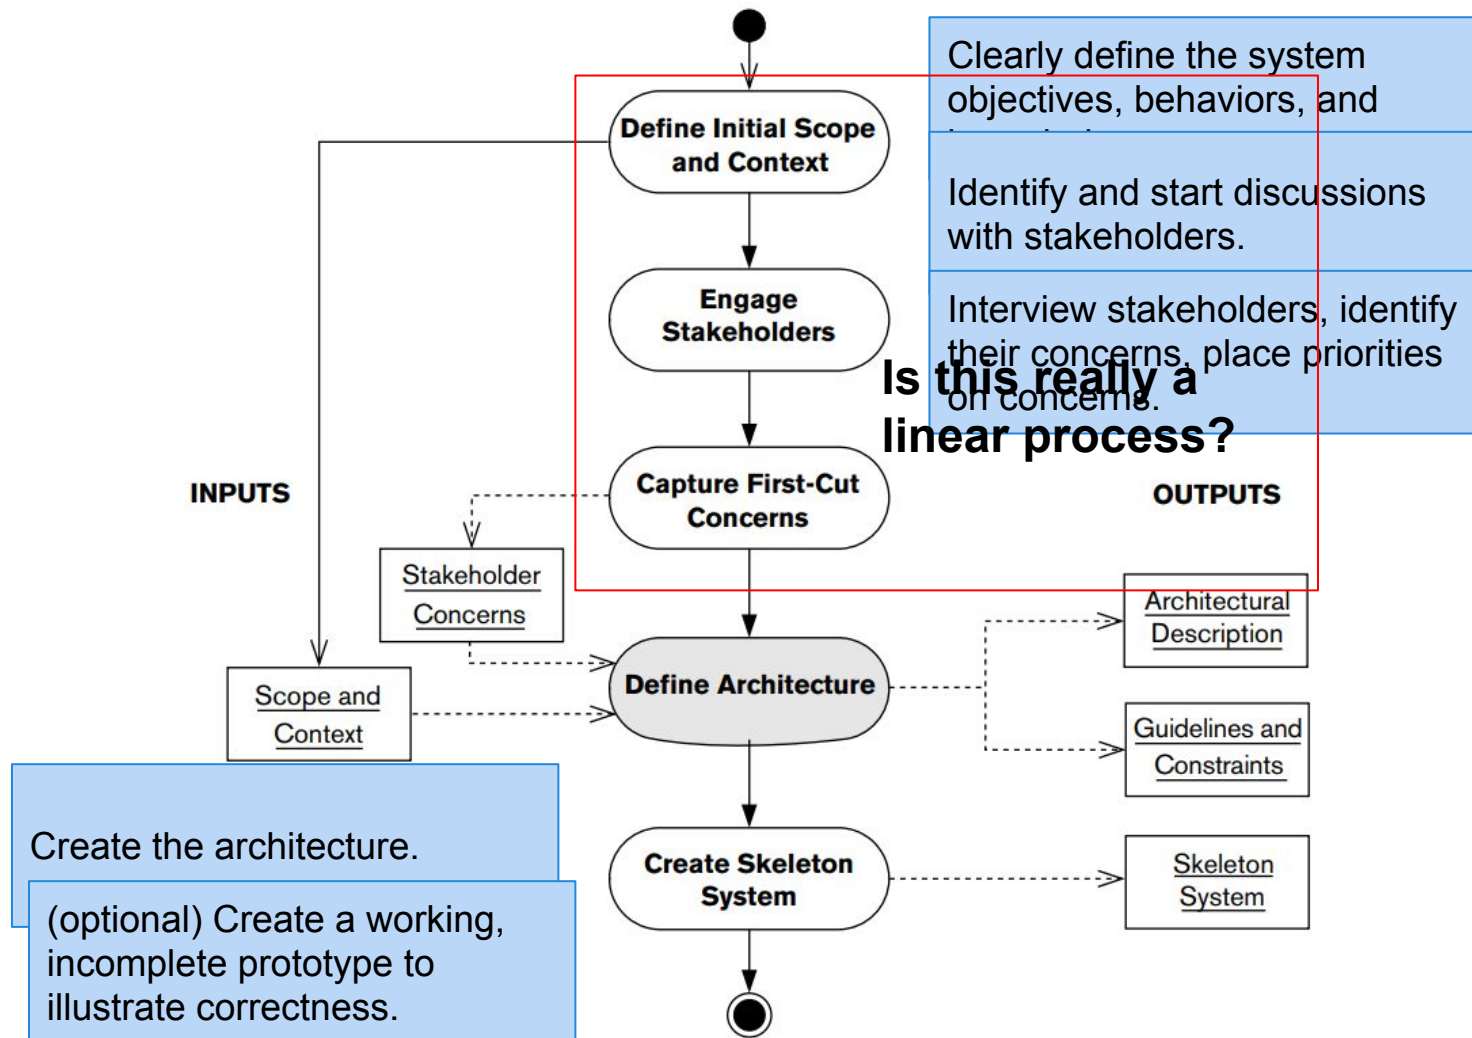 Clearly define the system
objectives, behaviors, and
Define Initial Scope
and Context
Identify and start discussions
with stakeholders.
Engage
Stakeholders
Interview stakeholders, identify
their concerns, place priorities
on concerns.
Is this really a
linear process?
INPUTS
Capture First-Cut
Concerns
OUTPUTS
Stakeholder
Concerns
Architectural
Description
Scope and
Context
Define Architecture
Guidelines and
Constraints
Create the architecture.
Create Skeleton
System
Skeleton
System
(optional) Create a working,
incomplete prototype to
illustrate correctness.